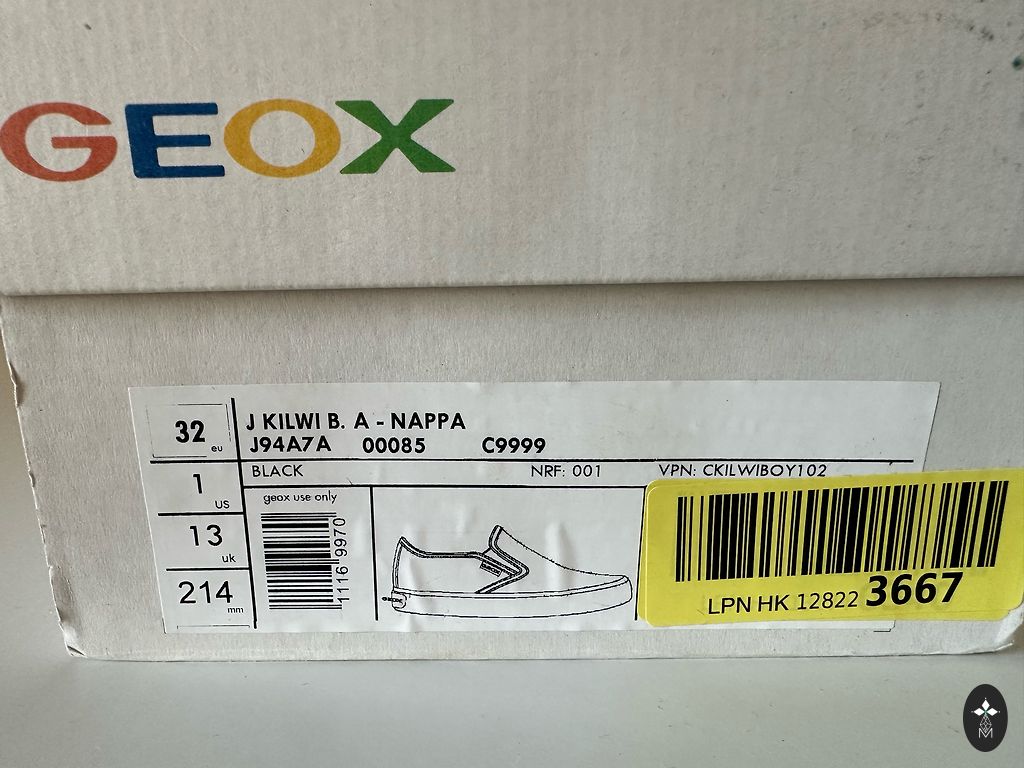 GEOX
32 eu
J KILWI B. A - NAPPA
J94A7A 00085 C9999
BLACK NRF: 001 VPN: CKILWIBOY102
1 US
13 uk
214 mm
geox use only
1116 9970
GEOX
LPN HK 12822 3667
M